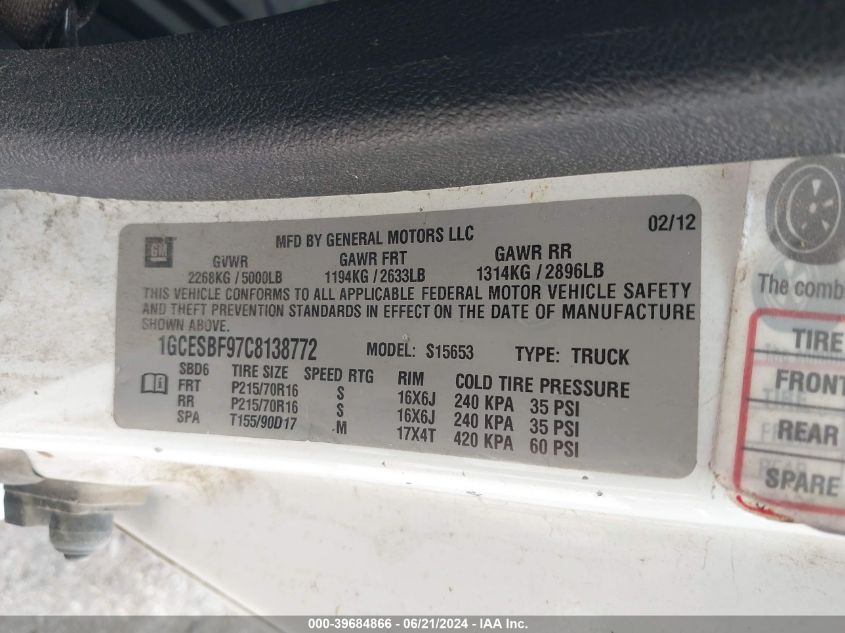 MFD BY GENERAL MOTORS LLC 02/12
GM
GVWR GAWR FRT GAWR RR
2268KG / 5000LB 1194KG / 2633LB 1314KG / 2896LB
THIS VEHICLE CONFORMS TO ALL APPLICABLE FEDERAL MOTOR VEHICLE SAFETY
AND THEFT PREVENTION STANDARDS IN EFFECT ON THE DATE OF MANUFACTURE
SHOWN ABOVE.
1GCESBF97C8138772 MODEL: S15653 TYPE: TRUCK
SBD6 TIRE SIZE SPEED RTG RIM COLD TIRE PRESSURE
FRT P215/70R16 S 16X6J 240 KPA 35 PSI
RR P215/70R16 S 16X6J 240 KPA 35 PSI
SPA T155/90D17 M 17X4T 420 KPA 60 PSI
The comb
TIRE
FRONT
REAR
SPARE
000-39684866 - 06/21/2024 - IAA Inc.